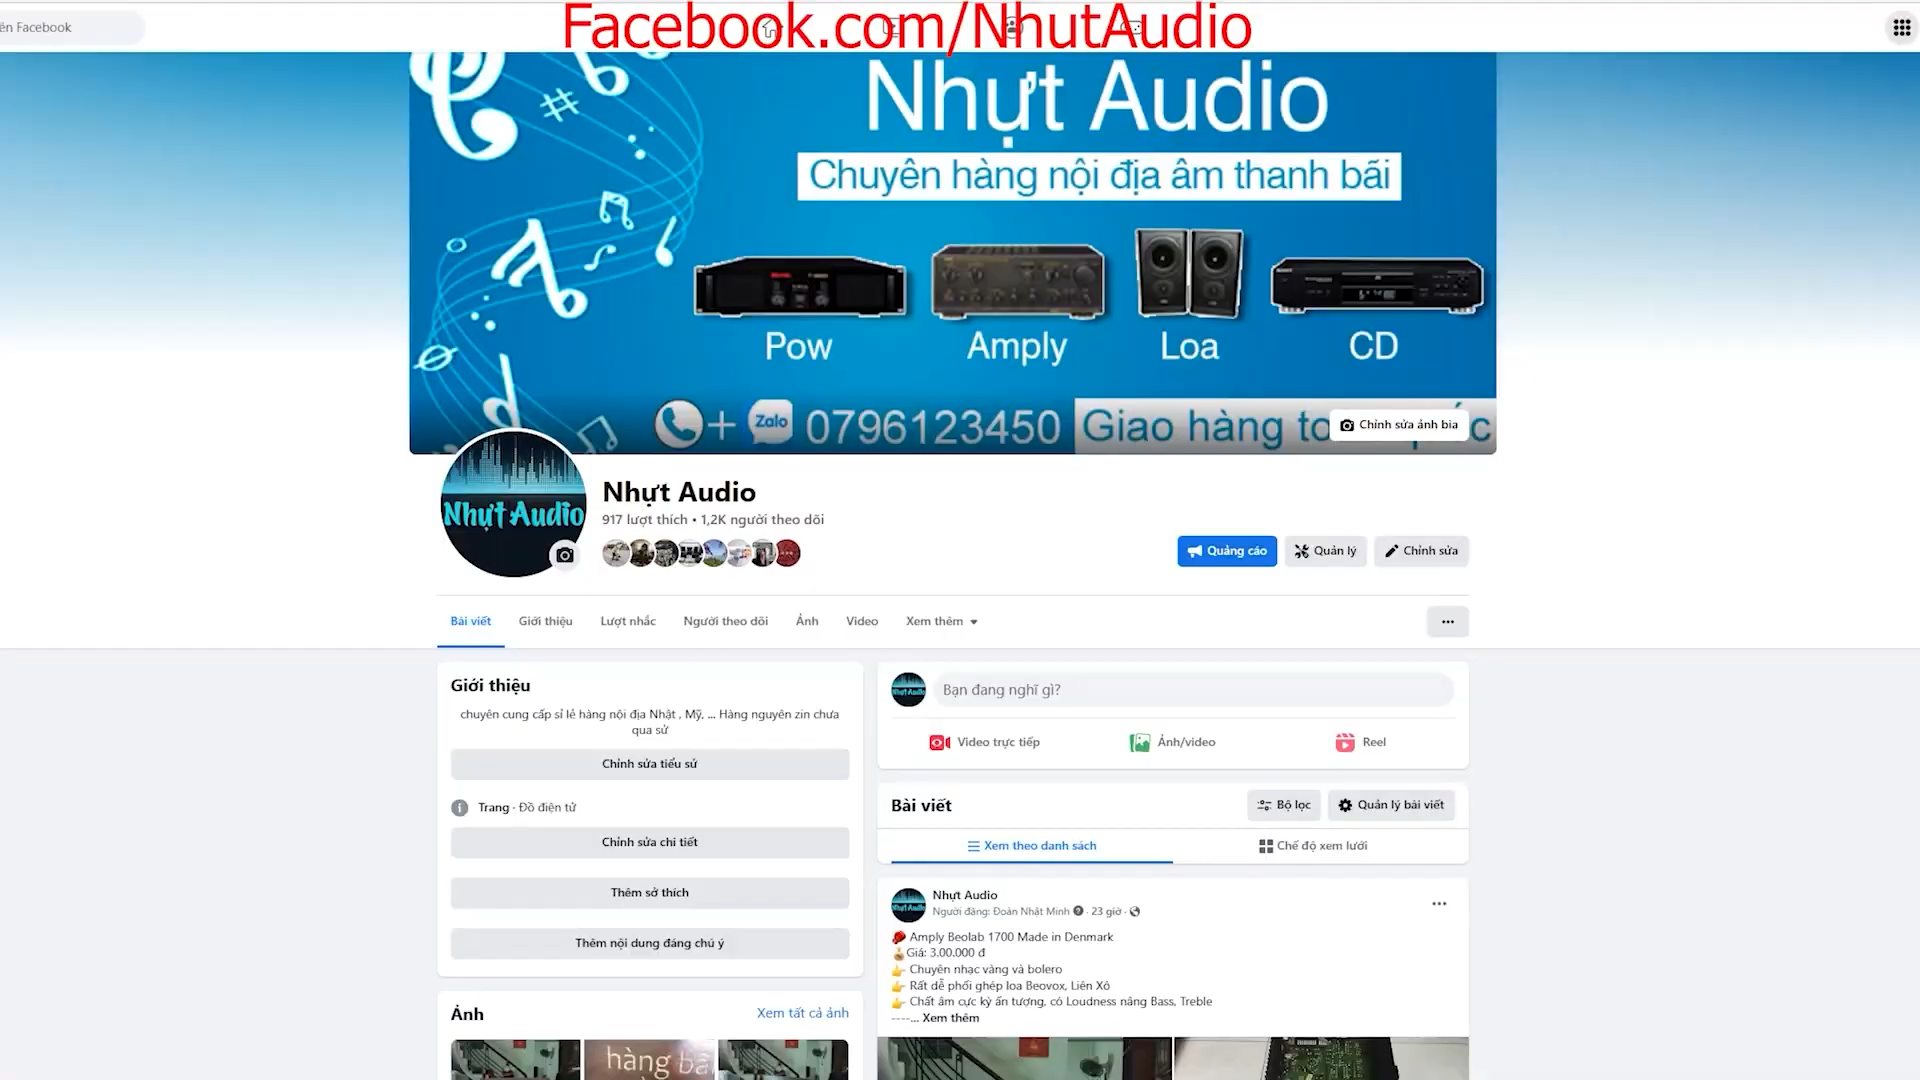 ên Facebook
Facebook.com/NhutAudio
Nhựt Audio
Chuyên hàng nội địa âm thanh bãi
Pow
Amply
Loa
CD
+ Zalo 0796123450
Giao hàng to
Chỉnh sửa ảnh bìa
Nhựt Audio
Nhựt Audio
917 lượt thích • 1,2K người theo dõi
Quảng cáo
Quản lý
Chỉnh sửa
Bài viết
Giới thiệu
Lượt nhắc
Người theo dõi
Ảnh
Video
Xem thêm
Giới thiệu
chuyên cung cấp sỉ lẻ hàng nội địa Nhật , Mỹ, ... Hàng nguyên zin chưa
qua sử
Chỉnh sửa tiểu sử
Trang · Đồ điện tử
Chỉnh sửa chi tiết
Thêm sở thích
Thêm nội dung đáng chú ý
Ảnh
Xem tất cả ảnh
hàng bã
Bạn đang nghĩ gì?
Video trực tiếp
Ảnh/video
Reel
Bài viết
Bộ lọc
Quản lý bài viết
Xem theo danh sách
Chế độ xem lưới
Nhựt Audio
Người đăng: Đoàn Nhật Minh · 23 giờ ·
Amply Beolab 1700 Made in Denmark
Giá: 3.00.000 đ
Chuyên nhạc vàng và bolero
Rất dễ phối ghép loa Beovox, Liên Xô
Chất âm cực kỳ ấn tượng, có Loudness nâng Bass, Treble
----... Xem thêm